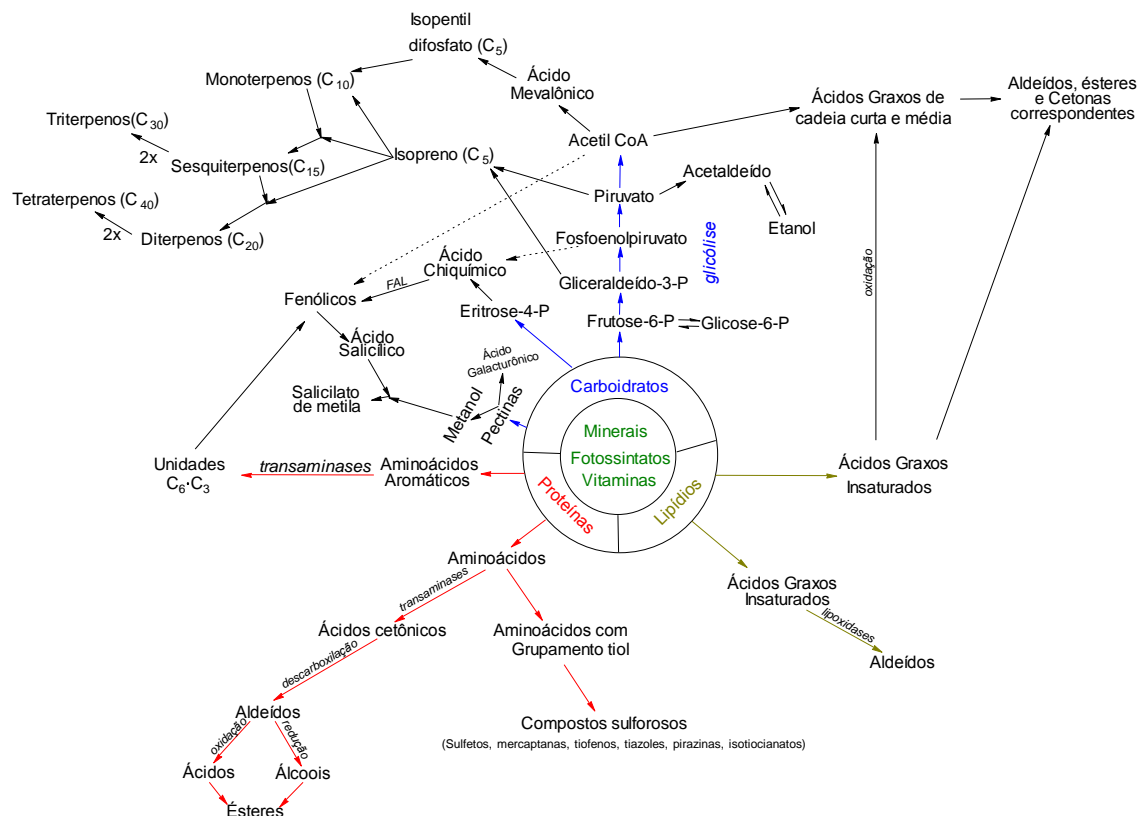 Isopentil
difosfato (C5)
Monoterpenos (C10)
Ácido
Mevalônico
Ácidos Graxos de
cadeia curta e média
Aldeídos, ésteres
e Cetonas
correspondentes
Triterpenos(C30)
2x
Sesquiterpenos(C15)
Isopreno (C5)
Acetil CoA
Acetaldeído
Tetraterpenos (C40)
2x
Diterpenos (C20)
Piruvato
Etanol
Fosfoenolpiruvato
glicólise
Ácido
Chiquímico
Gliceraldeído-3-P
oxidação
FAL
Fenólicos
Eritrose-4-P
Frutose-6-P
Glicose-6-P
Ácido
Salicílico
Ácido
Galacturônico
Salicilato
de metila
Metanol
Pectinas
Carboidratos
Minerais
Fotossintatos
Vitaminas
Proteínas
Lipídios
Unidades
C6·C3
transaminases
Aminoácidos
Aromáticos
Ácidos Graxos
Insaturados
Aminoácidos
transaminases
Ácidos Graxos
Insaturados
lipoxidases
Aldeídos
Ácidos cetônicos
Aminoácidos com
Grupamento tiol
descarboxilação
Aldeídos
Compostos sulforosos
(Sulfetos, mercaptanas, tiofenos, tiazoles, pirazinas, isotiocianatos)
oxidação
redução
Ácidos
Álcoois
Ésteres